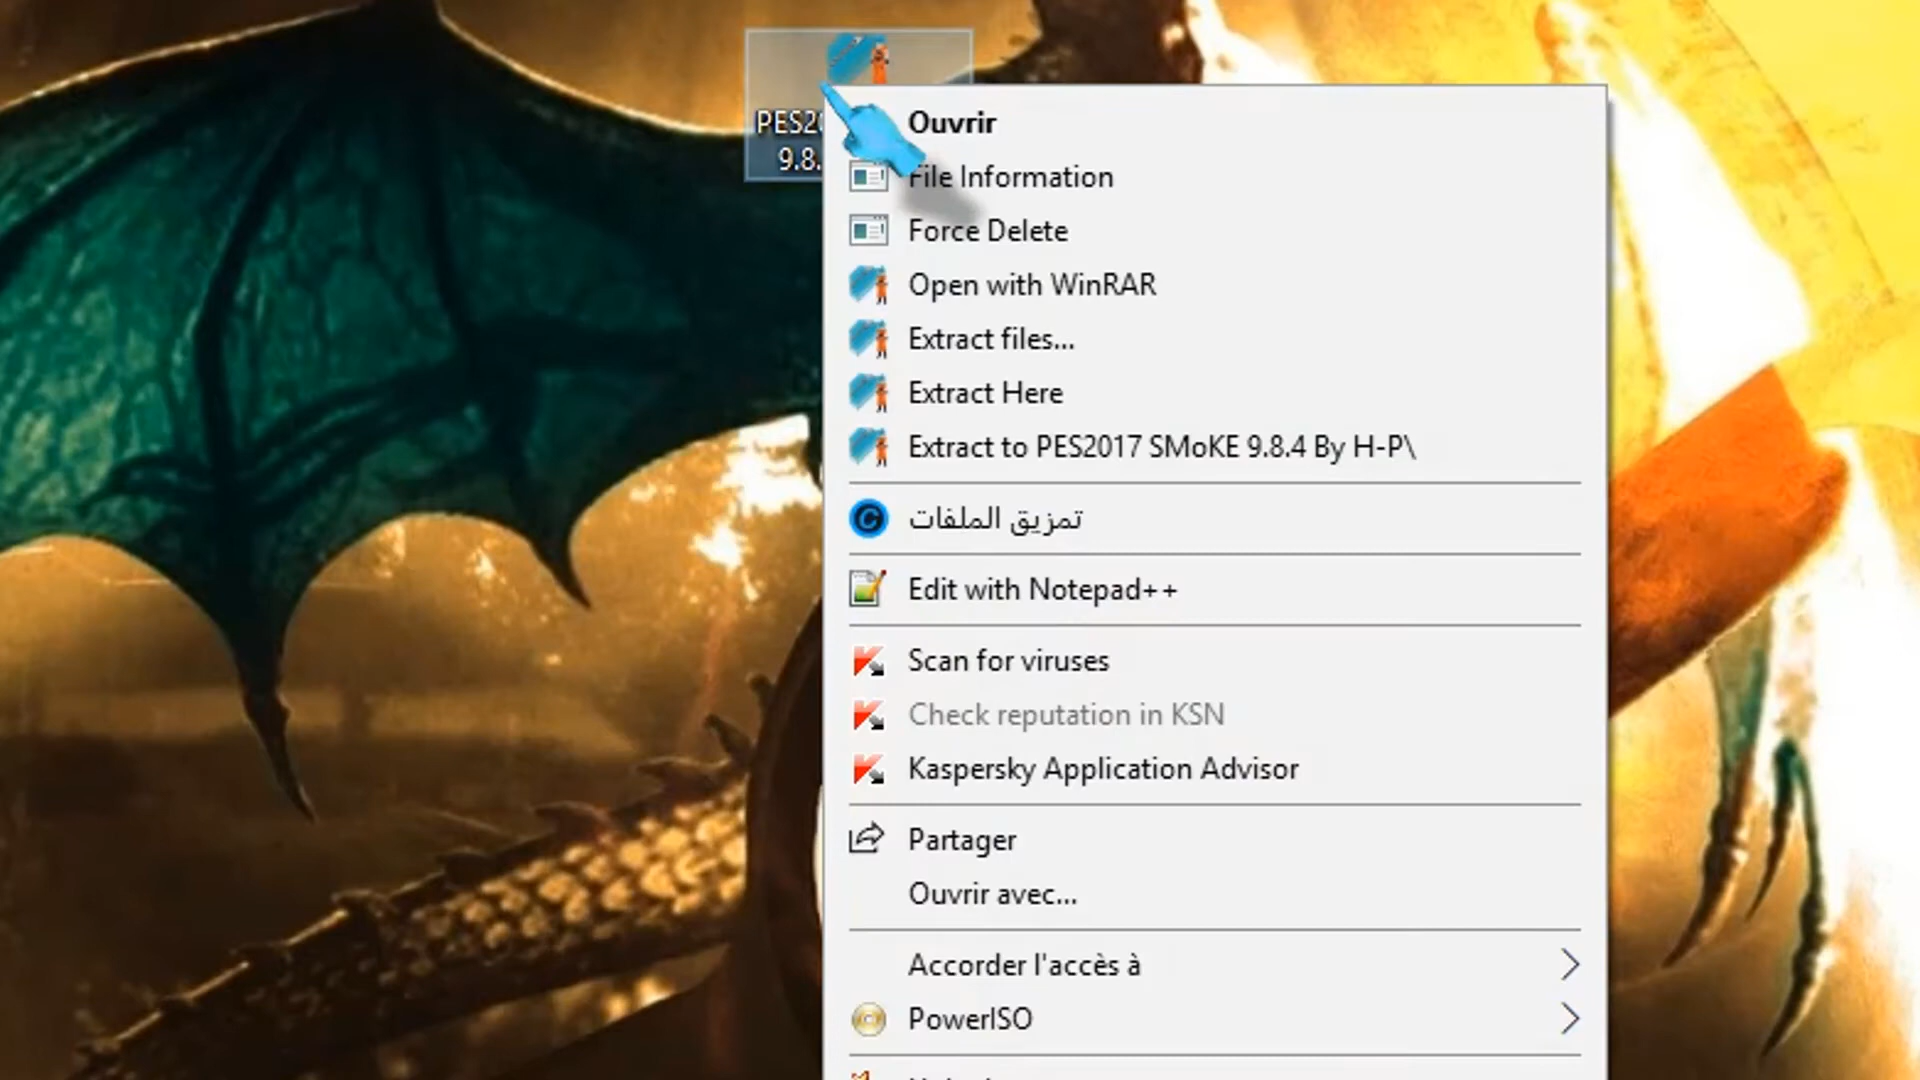 PES2
9.8.
Ouvrir
File Information
Force Delete
Open with WinRAR
Extract files...
Extract Here
Extract to PES2017 SMoKE 9.8.4 By H-P\
تمزيق الملفات
Edit with Notepad++
Scan for viruses
Check reputation in KSN
Kaspersky Application Advisor
Partager
Ouvrir avec...
Accorder l'accès à
PowerISO